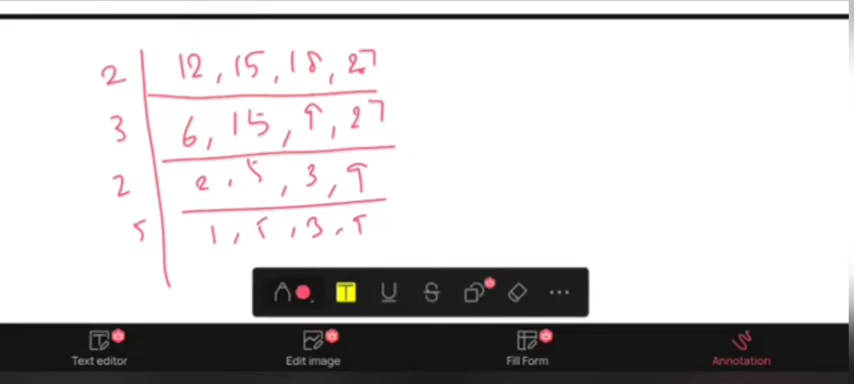 2 | 12, 15, 18, 27
3 | 6, 15, 9, 27
2 | 2, 5, 3, 9
5 | 1, 5, 3, 9
T U S
Text editor Edit image Fill Form Annotation